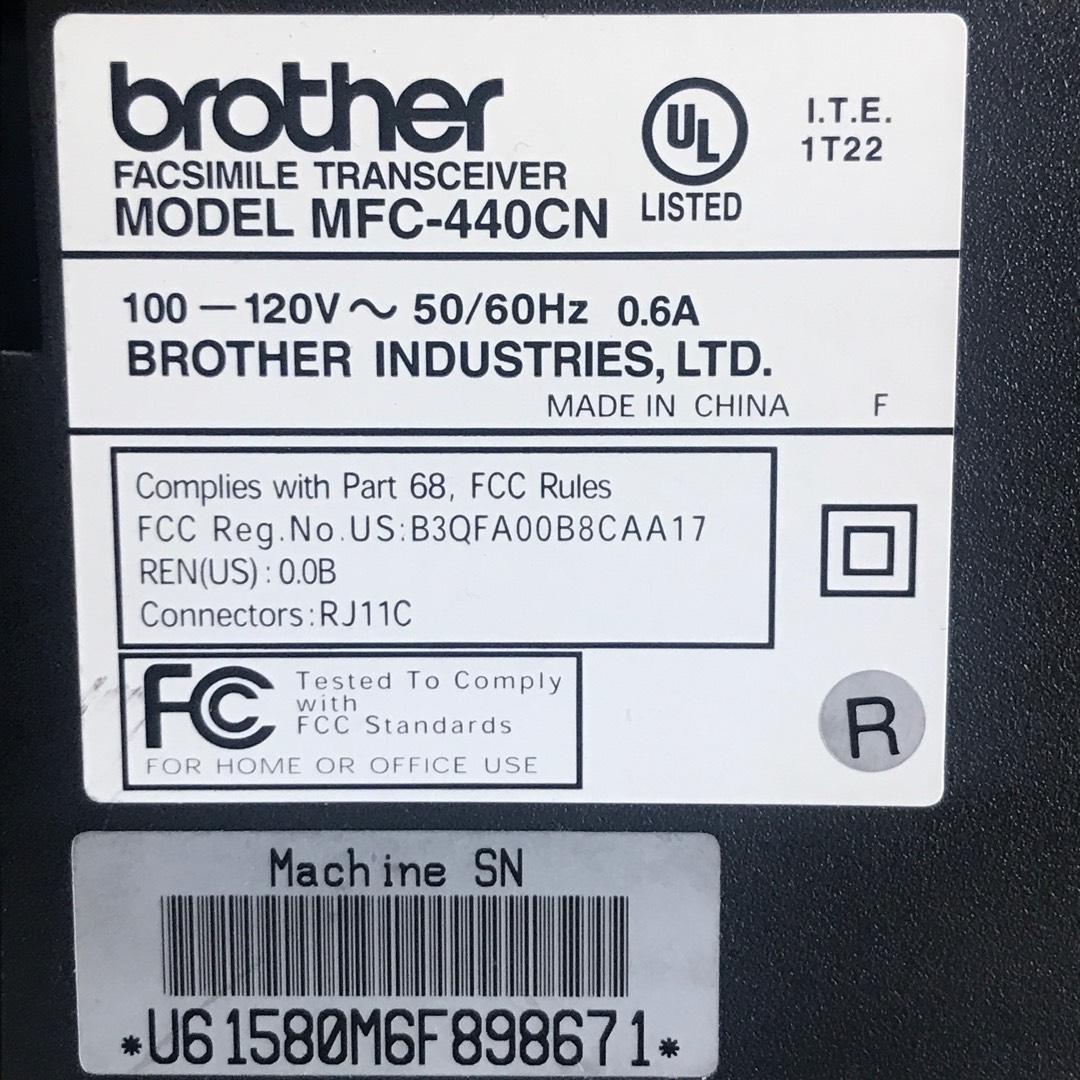 brother
FACSIMILE TRANSCEIVER
MODEL MFC-440CN
UL
LISTED
I.T.E.
1T22
100 — 120V ~ 50/60Hz 0.6A
BROTHER INDUSTRIES, LTD.
MADE IN CHINA F
Complies with Part 68, FCC Rules
FCC Reg.No.US:B3QFA00B8CAA17
REN(US) : 0.0B
Connectors:RJ11C
FC Tested To Comply
with
FCC Standards
FOR HOME OR OFFICE USE
R
Machine SN
*U61580M6F898671*